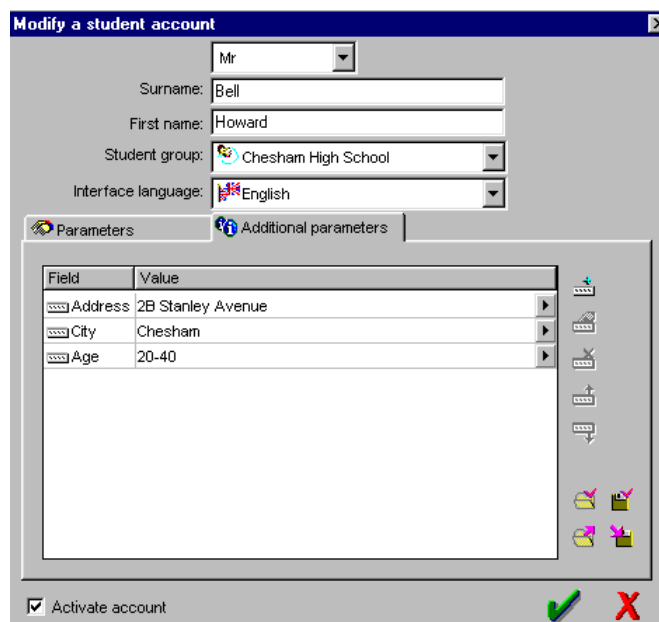 Modify a student account
Mr
Surname: Bell
First name: Howard
Student group: Chesham High School
Interface language: English
Parameters Additional parameters
Field Value
Address 2B Stanley Avenue
City Chesham
Age 20-40
Activate account